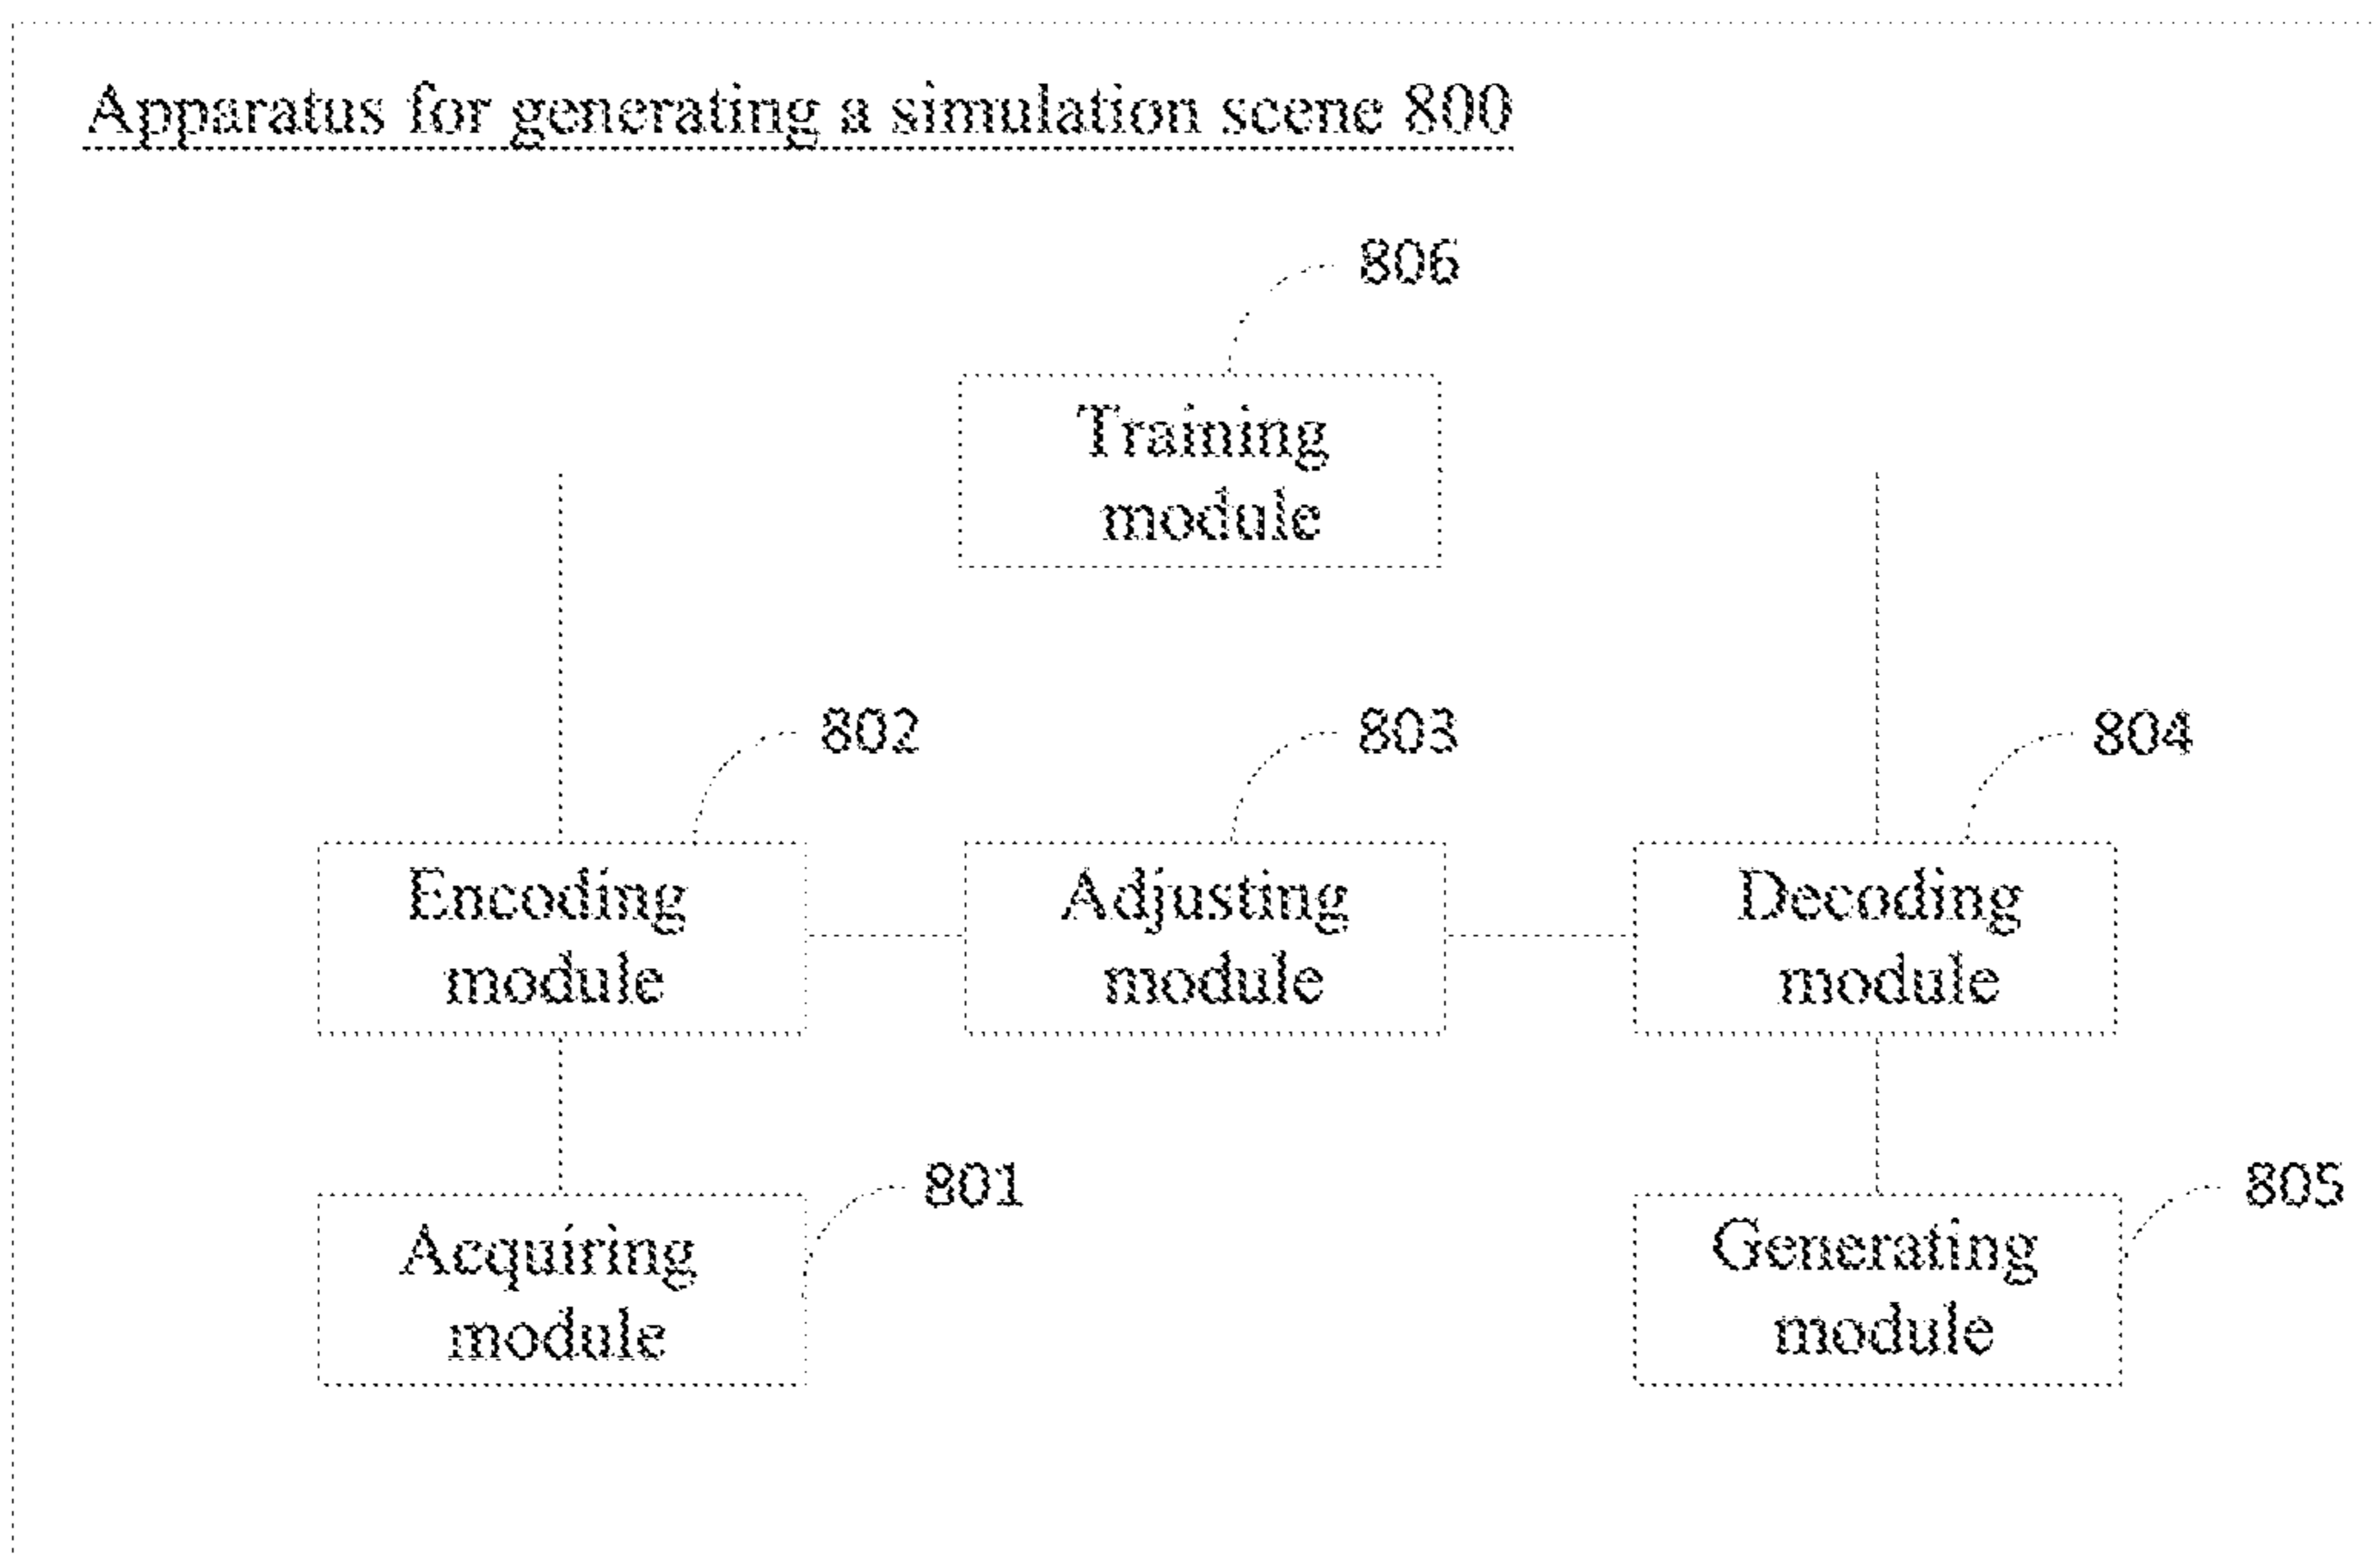 Apparatus for generating a simulation scene 800
806
Training
module
802
803
804
Encoding
module
Adjusting
module
Decoding
module
801
805
Acquiring
module
Generating
module